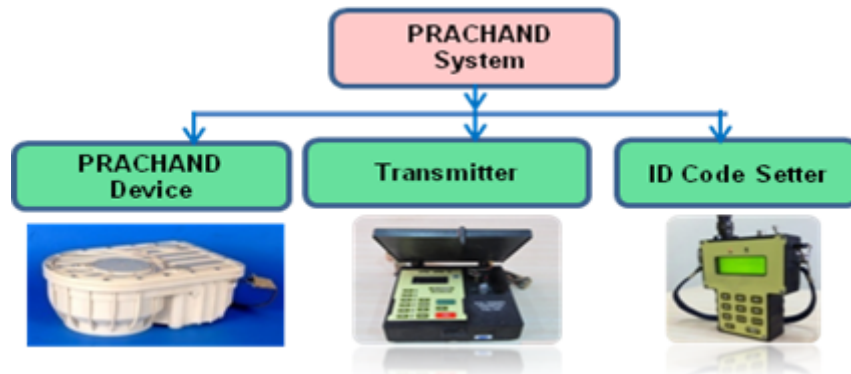 PRACHAND
System
PRACHAND
Device
Transmitter
ID Code Setter